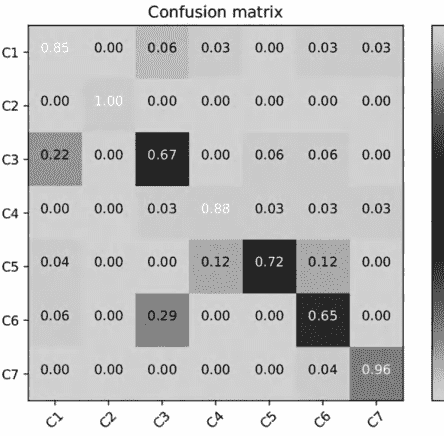 Confusion matrix
C1 0.85 0.00 0.06 0.03 0.00 0.03 0.03
C2 0.00 1.00 0.00 0.00 0.00 0.00 0.00
C3 0.22 0.00 0.67 0.00 0.06 0.06 0.00
C4 0.00 0.00 0.03 0.88 0.03 0.03 0.03
C5 0.04 0.00 0.00 0.12 0.72 0.12 0.00
C6 0.06 0.00 0.29 0.00 0.00 0.65 0.00
C7 0.00 0.00 0.00 0.00 0.00 0.04 0.96
C1 C2 C3 C4 C5 C6 C7